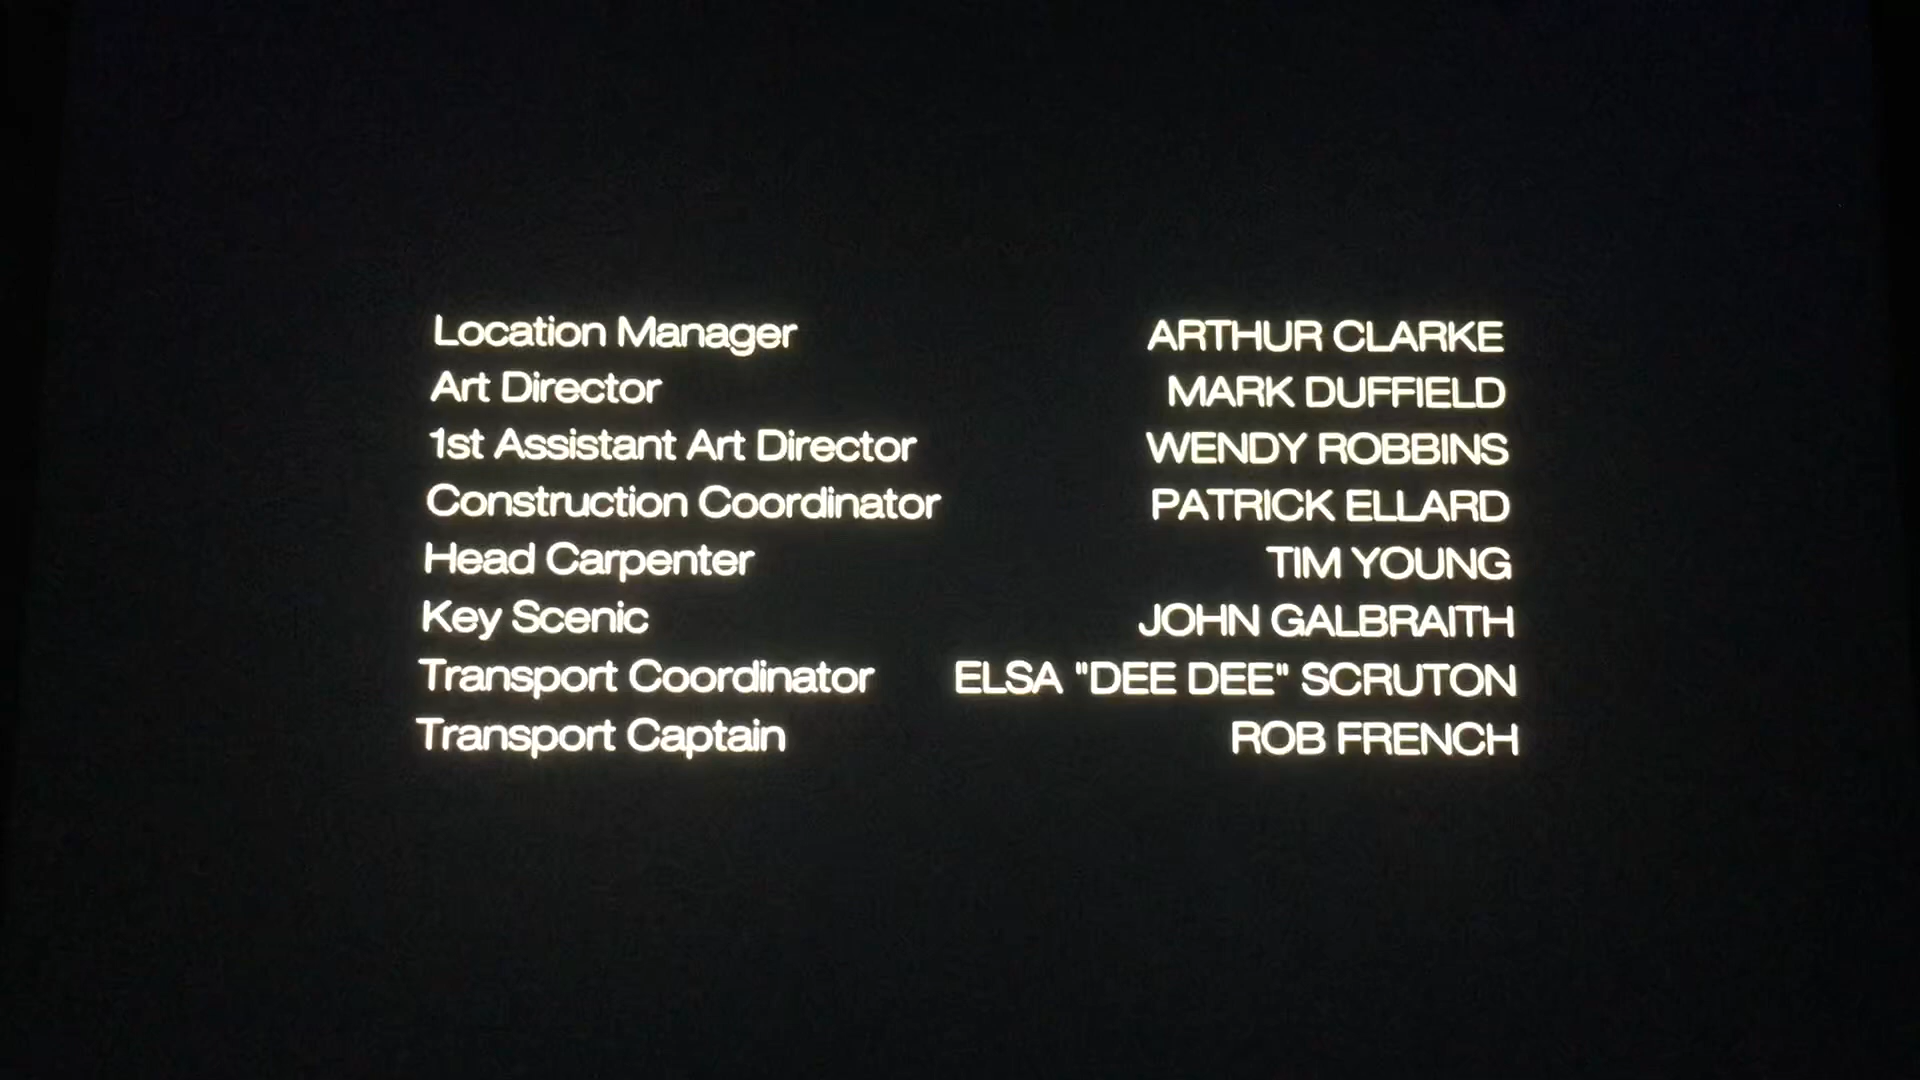 Location Manager ARTHUR CLARKE
Art Director MARK DUFFIELD
1st Assistant Art Director WENDY ROBBINS
Construction Coordinator PATRICK ELLARD
Head Carpenter TIM YOUNG
Key Scenic JOHN GALBRAITH
Transport Coordinator ELSA "DEE DEE" SCRUTON
Transport Captain ROB FRENCH